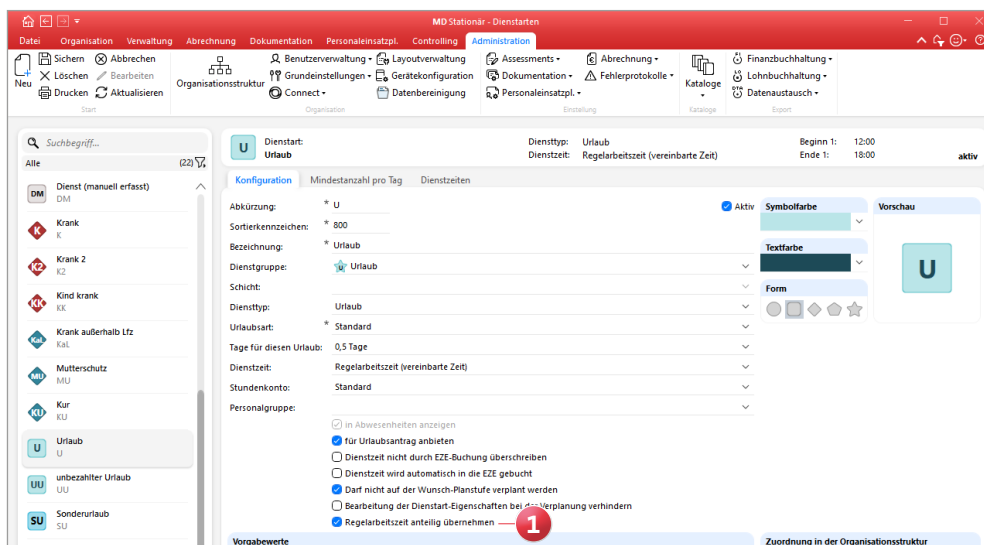 MD Stationär - Dienstarten
Datei Organisation Verwaltung Abrechnung Dokumentation Personaleinsatzpl. Controlling Administration
Neu
Sichern Abbrechen
Löschen Bearbeiten
Drucken Aktualisieren
Start
Organisationsstruktur
Benutzerverwaltung Layoutverwaltung
Grundeinstellungen Gerätekonfiguration
Connect Datenbereinigung
Organisation
Assessments Abrechnung
Dokumentation Fehlerprotokolle
Personaleinsatzpl.
Einstellung
Kataloge
Kataloge
Finanzbuchhaltung
Lohnbuchhaltung
DTA Datenaustausch
Export
Suchbegriff...
Alle (22)
DM Dienst (manuell erfasst)
DM
K Krank
K
K2 Krank 2
K2
KK Kind krank
KK
KaL Krank außerhalb Lfz
KaL
MU Mutterschutz
MU
KU Kur
KU
U Urlaub
U
UU unbezahlter Urlaub
UU
SU Sonderurlaub
SU
U Dienstart: Diensttyp: Urlaub Beginn 1: 12:00
Urlaub Dienstzeit: Regelarbeitszeit (vereinbarte Zeit) Ende 1: 18:00 aktiv
Konfiguration Mindestanzahl pro Tag Dienstzeiten
Abkürzung: * U Aktiv
Sortierkennzeichen: * 800
Bezeichnung: * Urlaub
Dienstgruppe: U Urlaub
Schicht:
Diensttyp: Urlaub
Urlaubsart: * Standard
Tage für diesen Urlaub: 0,5 Tage
Dienstzeit: Regelarbeitszeit (vereinbarte Zeit)
Stundenkonto: Standard
Personalgruppe:
in Abwesenheiten anzeigen
für Urlaubsantrag anbieten
Dienstzeit nicht durch EZE-Buchung überschreiben
Dienstzeit wird automatisch in die EZE gebucht
Darf nicht auf der Wunsch-Planstufe verplant werden
Bearbeitung der Dienstart-Eigenschaften bei der Verplanung verhindern
Regelarbeitszeit anteilig übernehmen 1
Symbolfarbe Vorschau
Textfarbe
U
Form
Vorgabewerte Zuordnung in der Organisationsstruktur